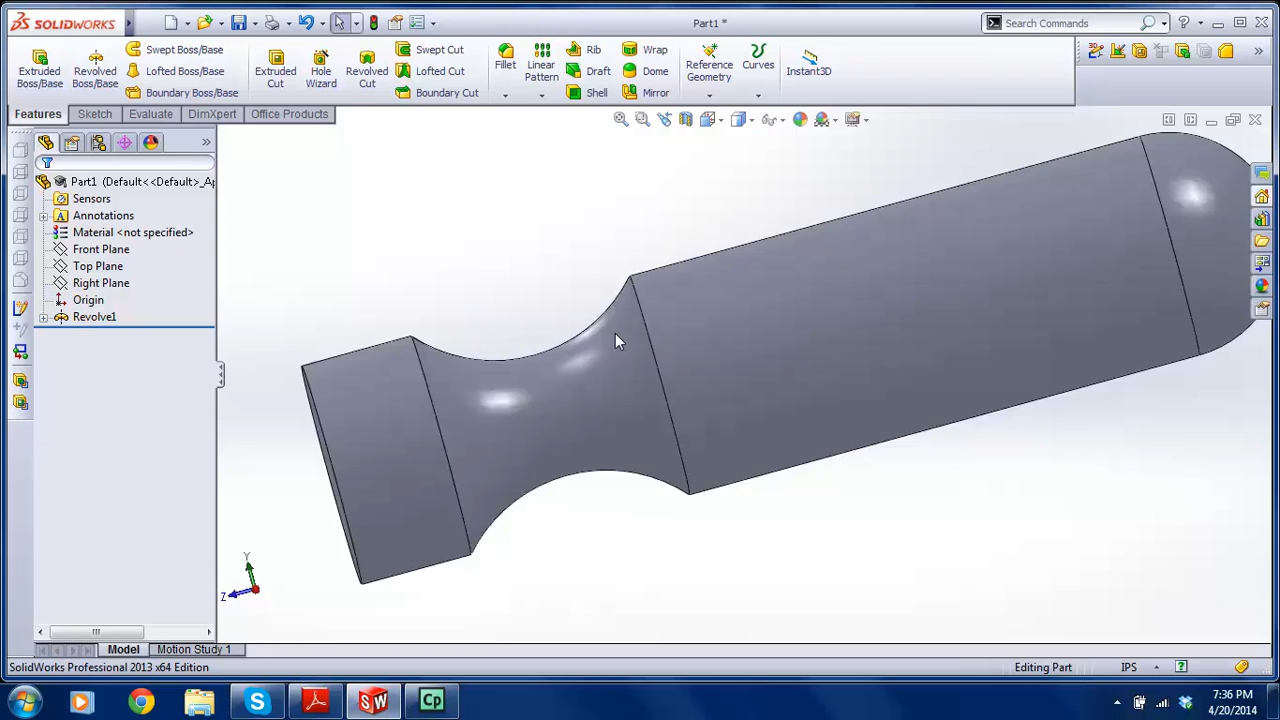 SOLIDWORKS
Part1 *
Search Commands
Extruded Boss/Base
Revolved Boss/Base
Swept Boss/Base
Lofted Boss/Base
Boundary Boss/Base
Extruded Cut
Hole Wizard
Revolved Cut
Swept Cut
Lofted Cut
Boundary Cut
Fillet
Linear Pattern
Rib
Draft
Shell
Wrap
Dome
Mirror
Reference Geometry
Curves
Instant3D
Features
Sketch
Evaluate
DimXpert
Office Products
Part1 (Default<<Default>_Ap
Sensors
Annotations
Material <not specified>
Front Plane
Top Plane
Right Plane
Origin
Revolve1
Y
Z
Model
Motion Study 1
SolidWorks Professional 2013 x64 Edition
Editing Part
IPS
7:36 PM
4/20/2014